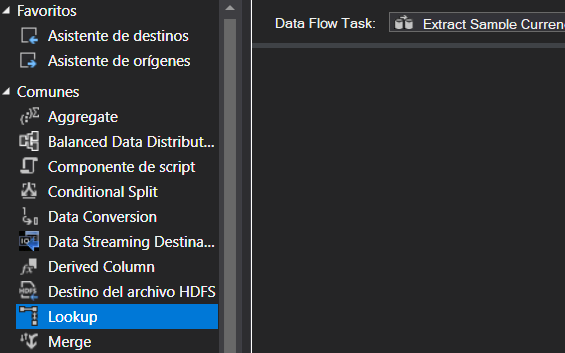 Favoritos
Asistente de destinos
Asistente de orígenes
Comunes
Aggregate
Balanced Data Distribut...
Componente de script
Conditional Split
Data Conversion
Data Streaming Destina...
Derived Column
Destino del archivo HDFS
Lookup
Merge
Data Flow Task: Extract Sample Curren